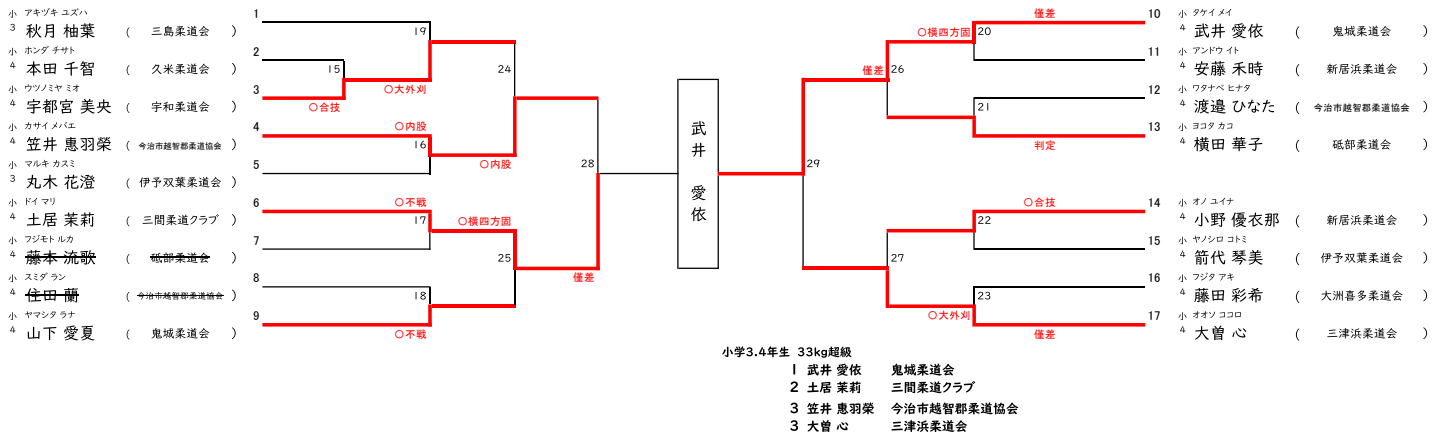 小 アキヅキ ユズハ
3 秋月 柚葉 ( 三島柔道会 ) 1
小 ホンダ チサト
4 本田 千智 ( 久米柔道会 ) 2
小 ウツノミヤ ミオ
4 宇都宮 美央 ( 宇和柔道会 ) 3
小 カサイ メバエ
4 笠井 恵羽榮 ( 今治市越智郡柔道協会 ) 4
小 マルキ カスミ
3 丸木 花澄 ( 伊予双葉柔道会 ) 5
小 ドイ マリ
4 土居 茉莉 ( 三間柔道クラブ ) 6
小 フジモト ルカ
4 藤本 流歌 ( 砥部柔道会 ) 7
小 スミダ ラン
4 住田 蘭 ( 今治市越智郡柔道協会 ) 8
小 ヤマシタ ラナ
4 山下 愛夏 ( 鬼城柔道会 ) 9
19
15
〇大外刈
〇合技
24
〇内股
16
〇内股
28
〇不戦
17
〇横四方固
25
僅差
18
〇不戦
武井 愛依
僅差
〇横四方固
20
僅差
26
21
判定
29
〇合技
22
27
23
〇大外刈
僅差
10 小 タケイ メイ
4 武井 愛依 ( 鬼城柔道会 )
11 小 アンドウ イト
4 安藤 禾時 ( 新居浜柔道会 )
12 小 ワタナベ ヒナタ
4 渡邉 ひなた ( 今治市越智郡柔道協会 )
13 小 ヨコタ カコ
4 横田 華子 ( 砥部柔道会 )
14 小 オノ ユイナ
4 小野 優衣那 ( 新居浜柔道会 )
15 小 ヤノシロ コトミ
4 箭代 琴美 ( 伊予双葉柔道会 )
16 小 フジタ アキ
4 藤田 彩希 ( 大洲喜多柔道会 )
17 小 オオソ ココロ
4 大曽 心 ( 三津浜柔道会 )
小学3.4年生 33kg超級
1 武井 愛依 鬼城柔道会
2 土居 茉莉 三間柔道クラブ
3 笠井 恵羽榮 今治市越智郡柔道協会
3 大曽 心 三津浜柔道会